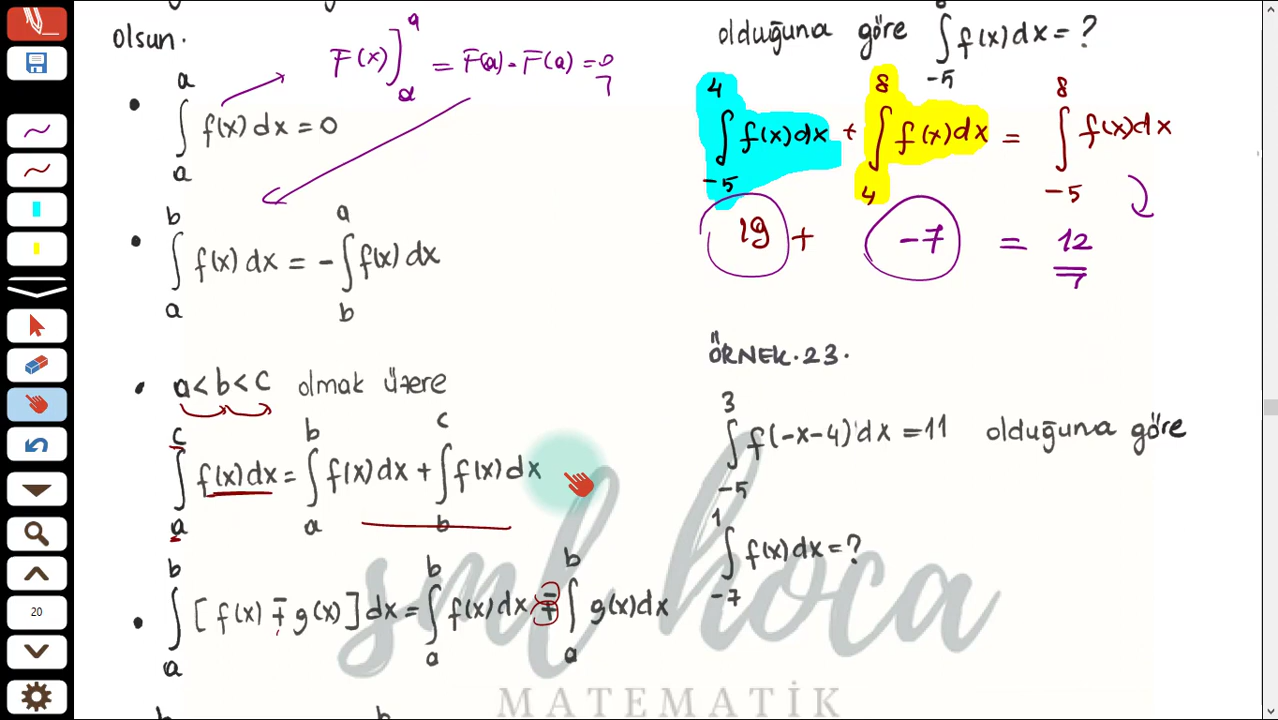 olsun.
F(x)]ₐᵃ = F(a) - F(a) = 0
• ∫ₐᵃ f(x) dx = 0
• ∫ₐᵇ f(x) dx = - ∫_b^a f(x) dx
• a < b < c olmak üzere
∫ₐᶜ f(x) dx = ∫ₐᵇ f(x) dx + ∫_b^c f(x) dx
• ∫ₐᵇ [ f(x) ∓ g(x) ] dx = ∫ₐᵇ f(x) dx ∓ ∫ₐᵇ g(x) dx
olduğuna göre ∫₋₅⁸ f(x) dx = ?
∫₋₅⁴ f(x) dx + ∫₄⁸ f(x) dx = ∫₋₅⁸ f(x) dx
19 + -7 = 12
ÖRNEK.23.
∫₋₅³ f(-x-4) dx = 11 olduğuna göre
∫₋₇¹ f(x) dx = ?
sml hoca
MATEMATİK
20